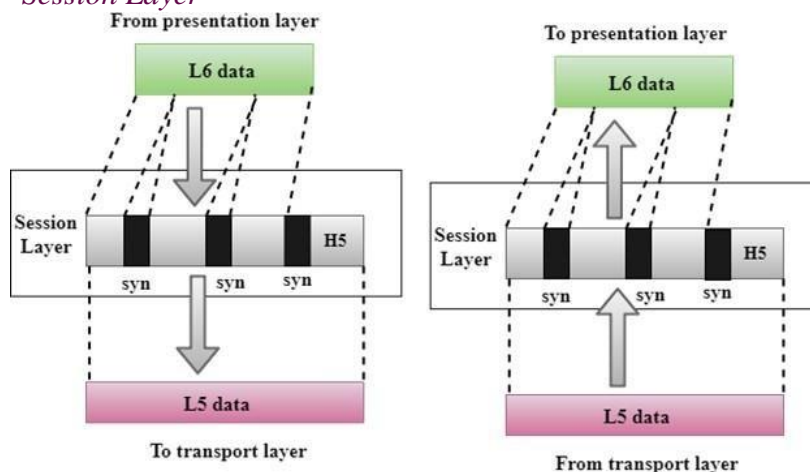 Session Layer
From presentation layer
L6 data
Session
Layer
H5
syn syn syn
L5 data
To transport layer
To presentation layer
L6 data
Session
Layer
H5
syn syn syn
L5 data
From transport layer